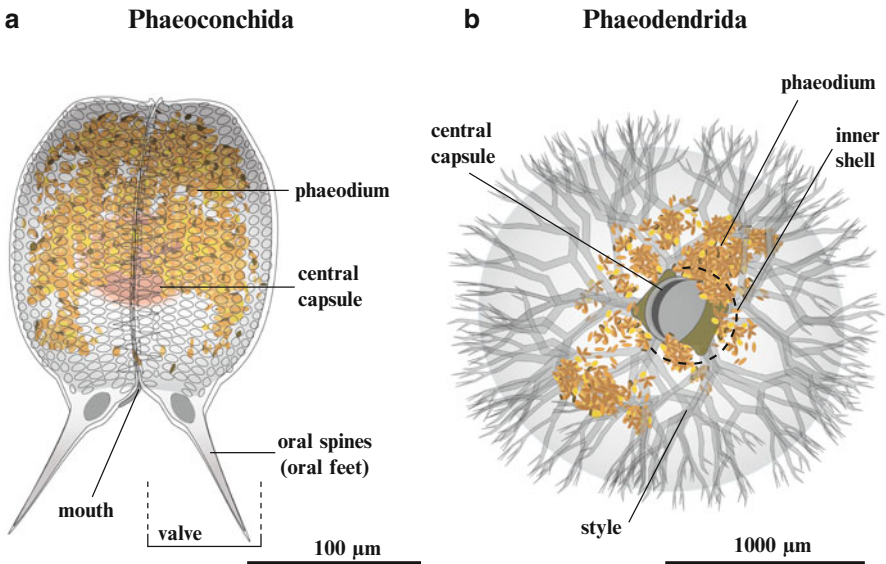 a
Phaeoconchida
phaeodium
central
capsule
oral spines
(oral feet)
mouth
valve
100 µm
b
Phaeodendrida
phaeodium
central
capsule
inner
shell
style
1000 µm